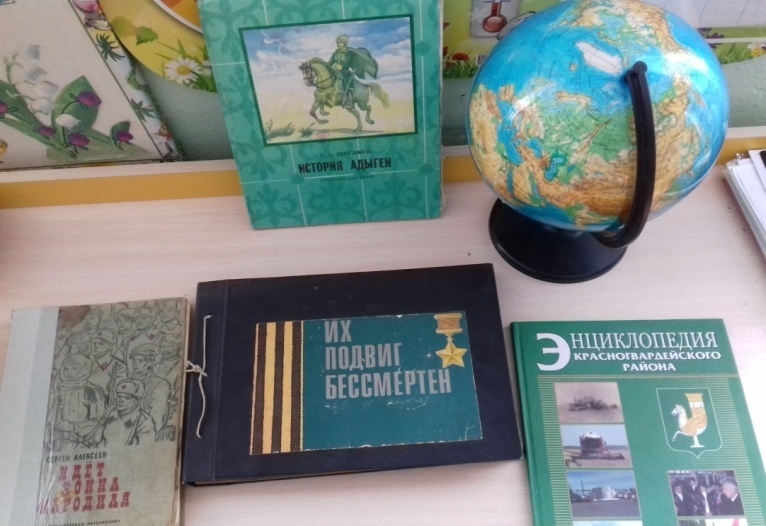 ИСТОРИЯ АДЫГЕИ
ИХ
ПОДВИГ
БЕССМЕРТЕН
ЭНЦИКЛОПЕДИЯ
КРАСНОГВАРДЕЙСКОГО
РАЙОНА
СЕРГЕЙ АЛЕКСЕЕВ
ИДЁТ
ВОЙНА
НАРОДНАЯ